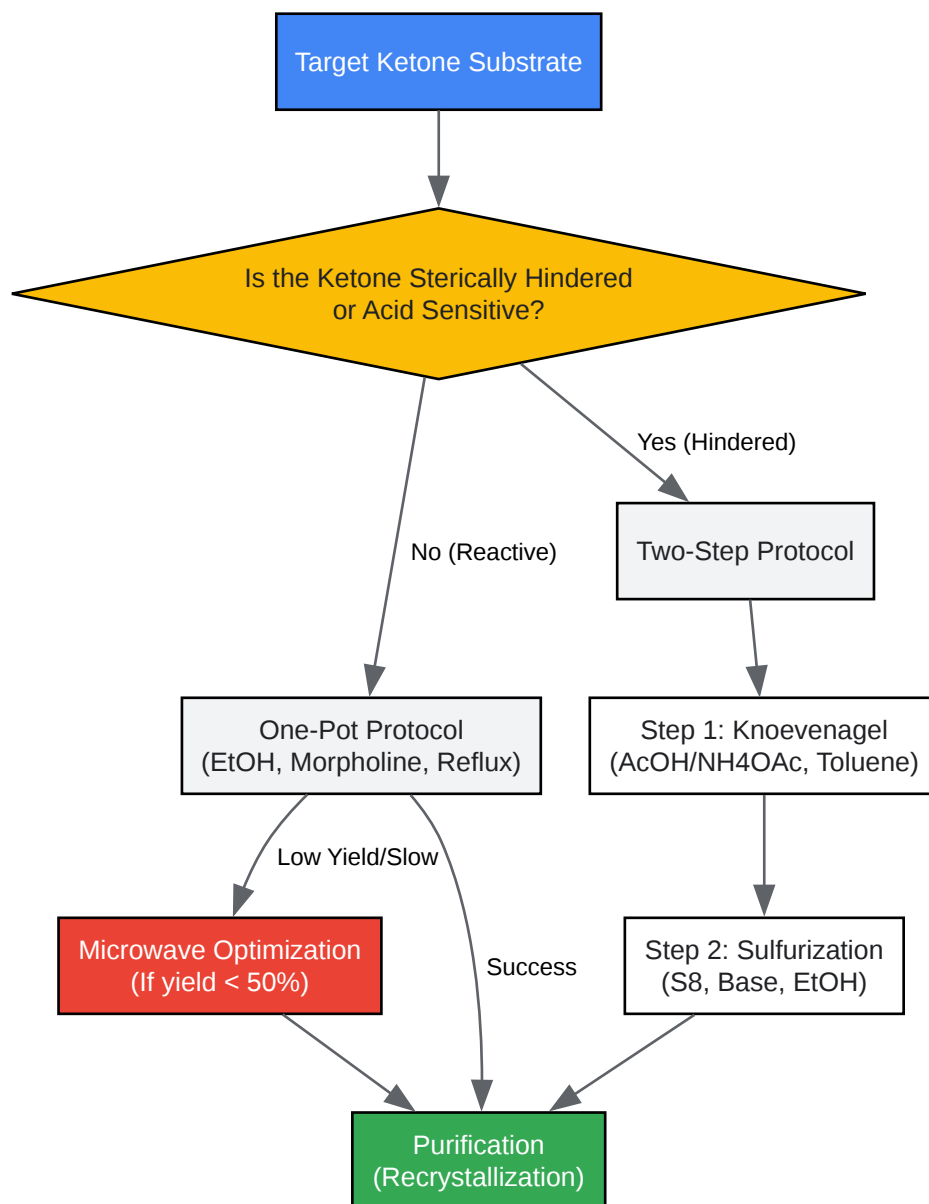 Target Ketone Substrate
Is the Ketone Sterically Hindered
or Acid Sensitive?
Yes (Hindered)
No (Reactive)
Two-Step Protocol
One-Pot Protocol
(EtOH, Morpholine, Reflux)
Step 1: Knoevenagel
(AcOH/NH4OAc, Toluene)
Low Yield/Slow
Microwave Optimization
(If yield < 50%)
Success
Step 2: Sulfurization
(S8, Base, EtOH)
Purification
(Recrystallization)